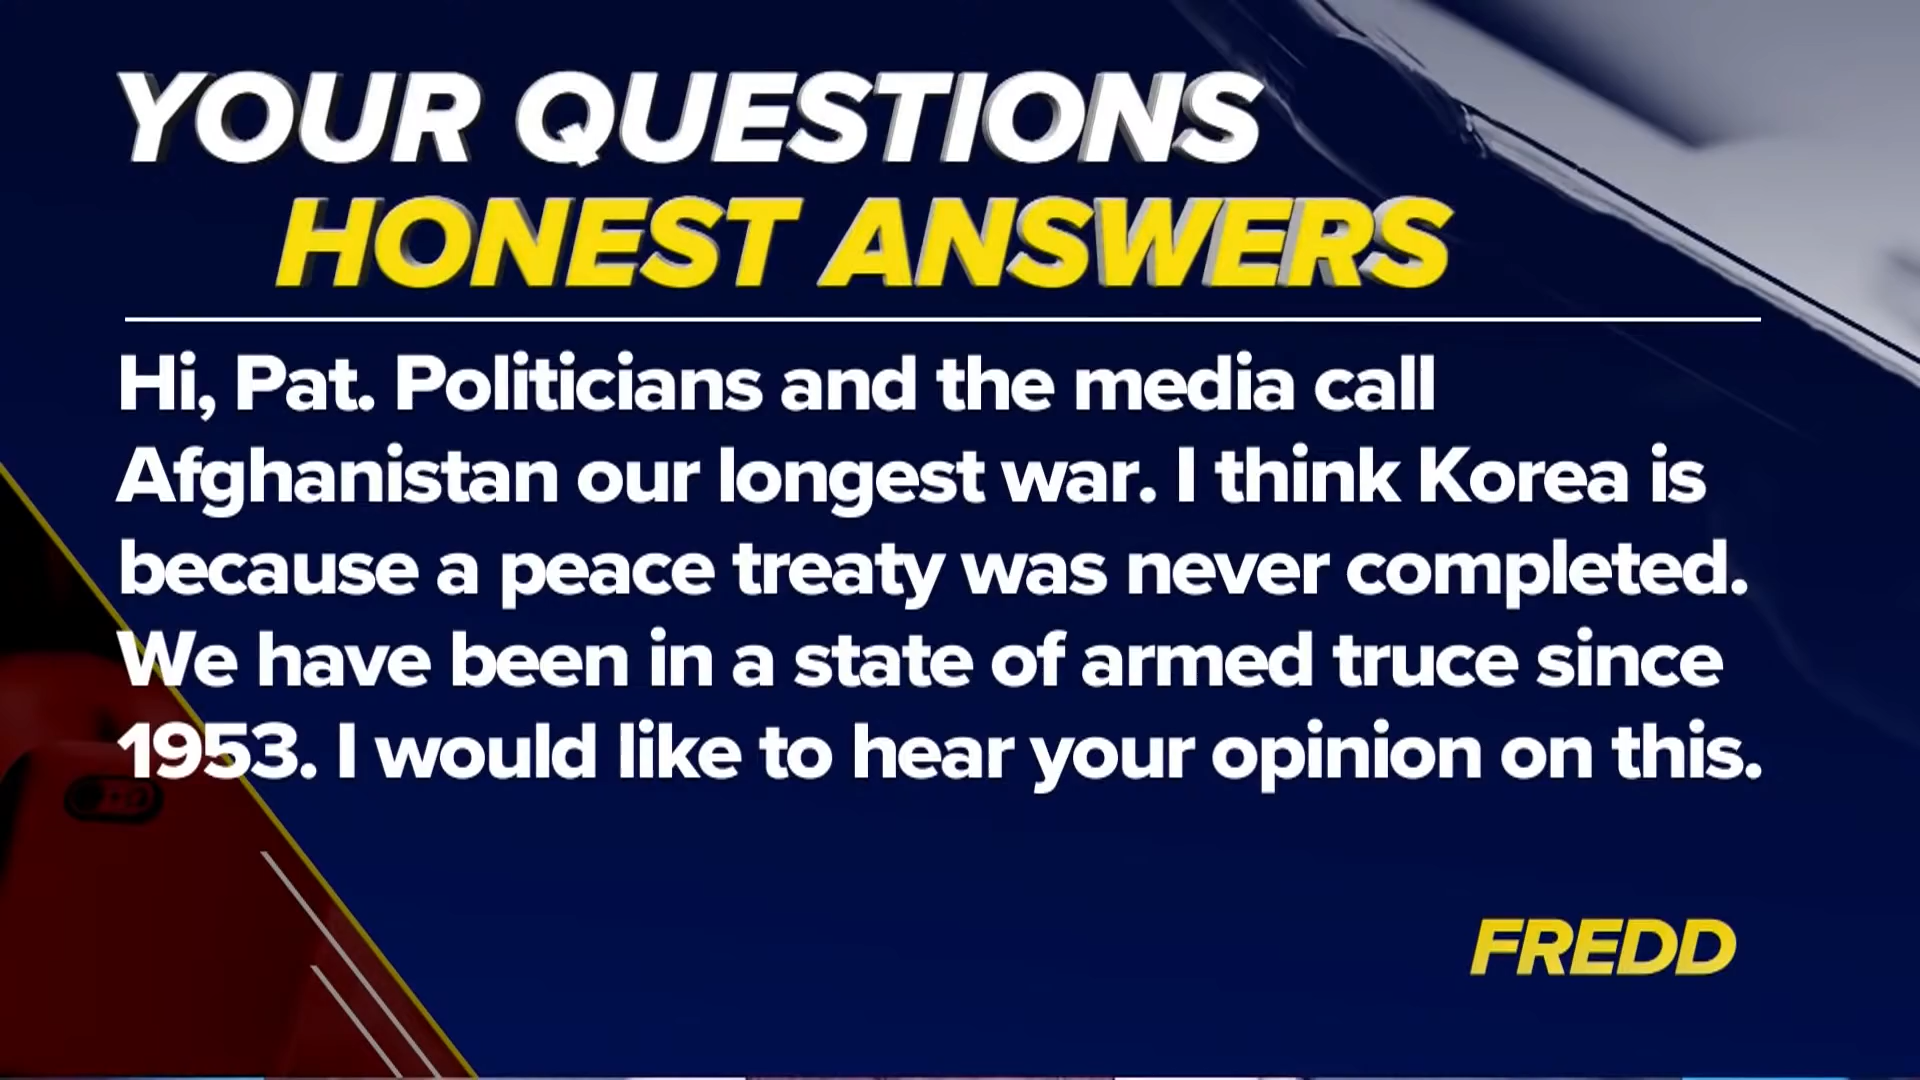 YOUR QUESTIONS
HONEST ANSWERS
Hi, Pat. Politicians and the media call
Afghanistan our longest war. I think Korea is
because a peace treaty was never completed.
We have been in a state of armed truce since
1953. I would like to hear your opinion on this.
FREDD